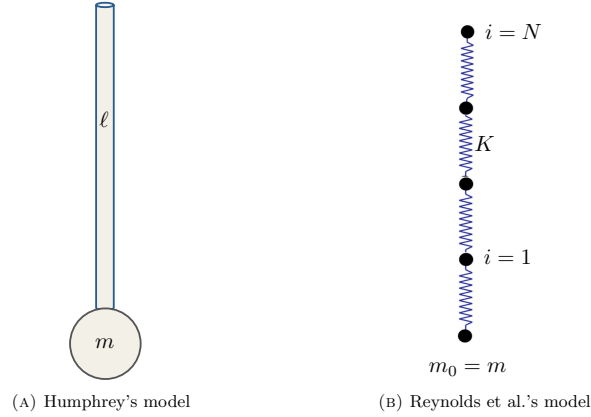 ℓ
m
(A) Humphrey's model
i = N
K
i = 1
m₀ = m
(B) Reynolds et al.'s model